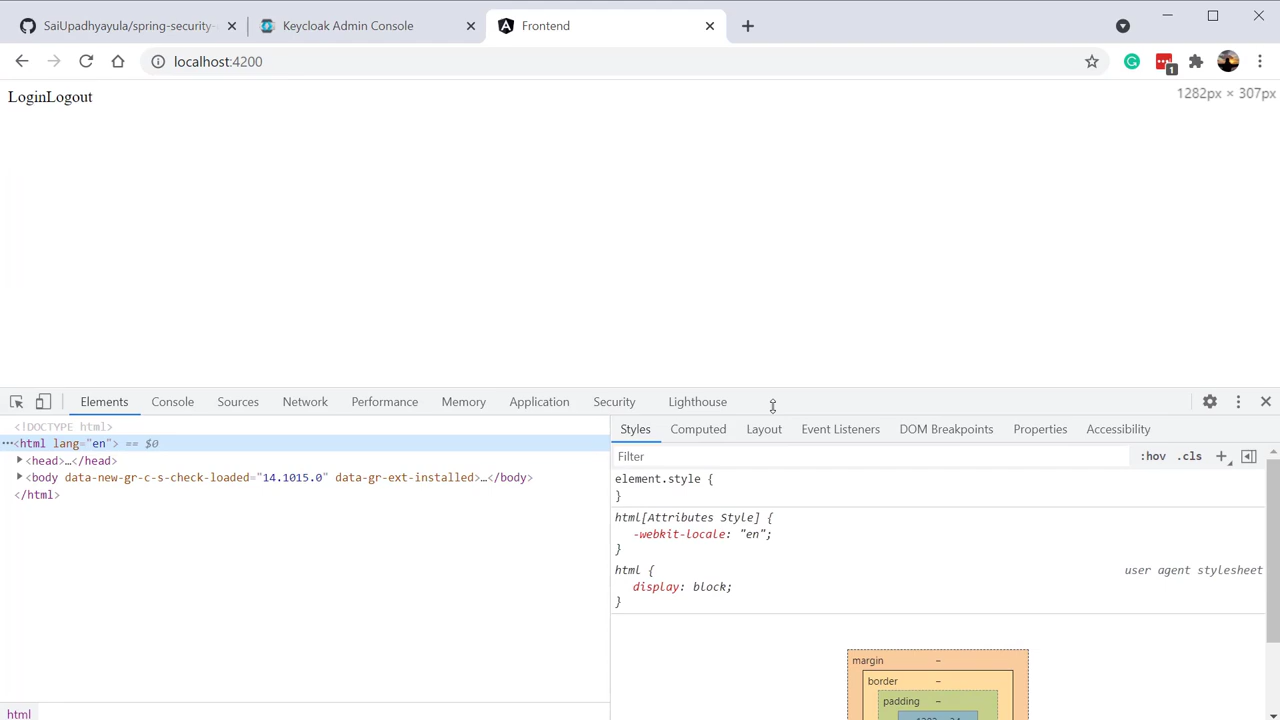 SaiUpadhyayula/spring-security-
Keycloak Admin Console
Frontend
localhost:4200
1
LoginLogout
1282px × 307px
Elements
Console
Sources
Network
Performance
Memory
Application
Security
Lighthouse
<!DOCTYPE html>
<html lang="en"> == $0
<head>…</head>
<body data-new-gr-c-s-check-loaded="14.1015.0" data-gr-ext-installed>…</body>
</html>
html
Styles
Computed
Layout
Event Listeners
DOM Breakpoints
Properties
Accessibility
Filter
:hov
.cls
element.style {
}
html[Attributes Style] {
-webkit-locale: "en";
}
html {
user agent stylesheet
display: block;
}
margin
–
border
–
padding
–